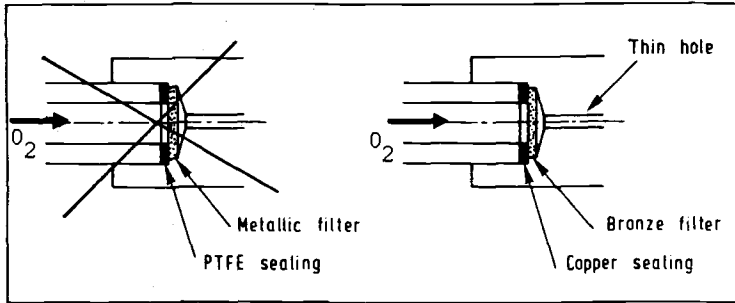 O2
Metallic filter
PTFE sealing
Thin hole
O2
Bronze filter
Copper sealing